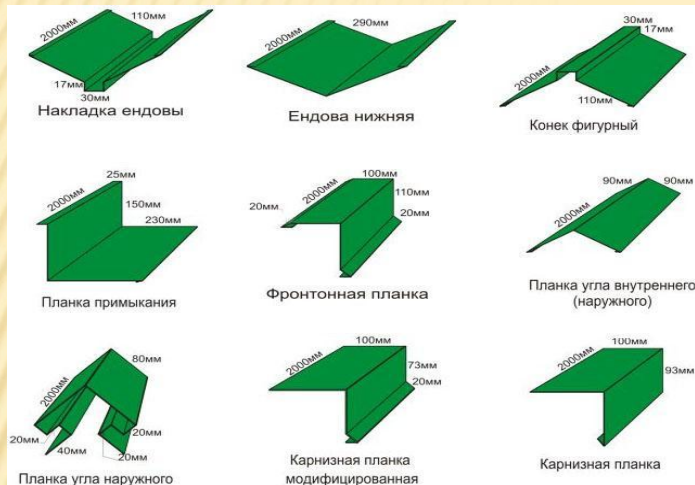 2000мм
110мм
17мм
30мм
Накладка ендовы
2000мм
290мм
Ендова нижняя
30мм
17мм
2000мм
110мм
Конек фигурный
25мм
2000мм
150мм
230мм
Планка примыкания
100мм
2000мм
110мм
20мм
20мм
Фронтонная планка
90мм
90мм
2000мм
Планка угла внутреннего
(наружного)
80мм
2000мм
20мм
20мм
40мм
20мм
Планка угла наружного
100мм
2000мм
73мм
20мм
Карнизная планка
модифицированная
100мм
2000мм
93мм
Карнизная планка